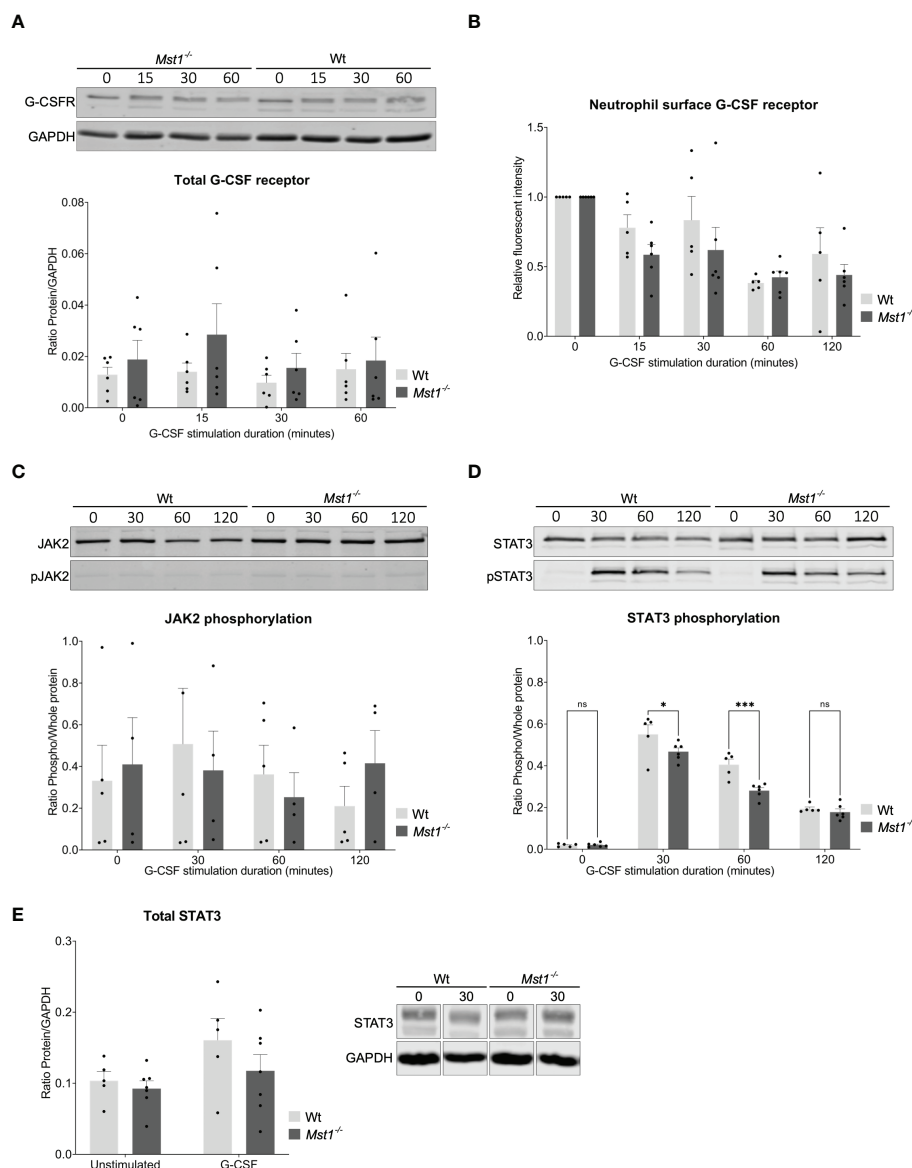 A
Mst1-/- Wt
0 15 30 60 0 15 30 60
G-CSFR
GAPDH
Total G-CSF receptor
Ratio Protein/GAPDH
0.08
0.06
0.04
0.02
0.00
0 15 30 60
G-CSF stimulation duration (minutes)
Wt
Mst1-/-
B
Neutrophil surface G-CSF receptor
Relative fluorescent intensity
1.5
1.0
0.5
0.0
0 15 30 60 120
G-CSF stimulation duration (minutes)
Wt
Mst1-/
C
Wt Mst1-/-
0 30 60 120 0 30 60 120
JAK2
pJAK2
JAK2 phosphorylation
Ratio Phospho/Whole protein
1.0
0.8
0.6
0.4
0.2
0.0
0 30 60 120
G-CSF stimulation duration (minutes)
Wt
Mst1-/-
D
Wt Mst1-/-
0 30 60 120 0 30 60 120
STAT3
pSTAT3
STAT3 phosphorylation
Ratio Phospho/Whole protein
1.0
0.8
0.6
0.4
0.2
0.0
ns * *** ns
0 30 60 120
G-CSF stimulation duration (minutes)
Wt
Mst1-/
E
Total STAT3
Ratio Protein/GAPDH
0.3
0.2
0.1
0.0
Unstimulated G-CSF
Wt
Mst1-/-
Wt Mst1-/-
0 30 0 30
STAT3
GAPDH